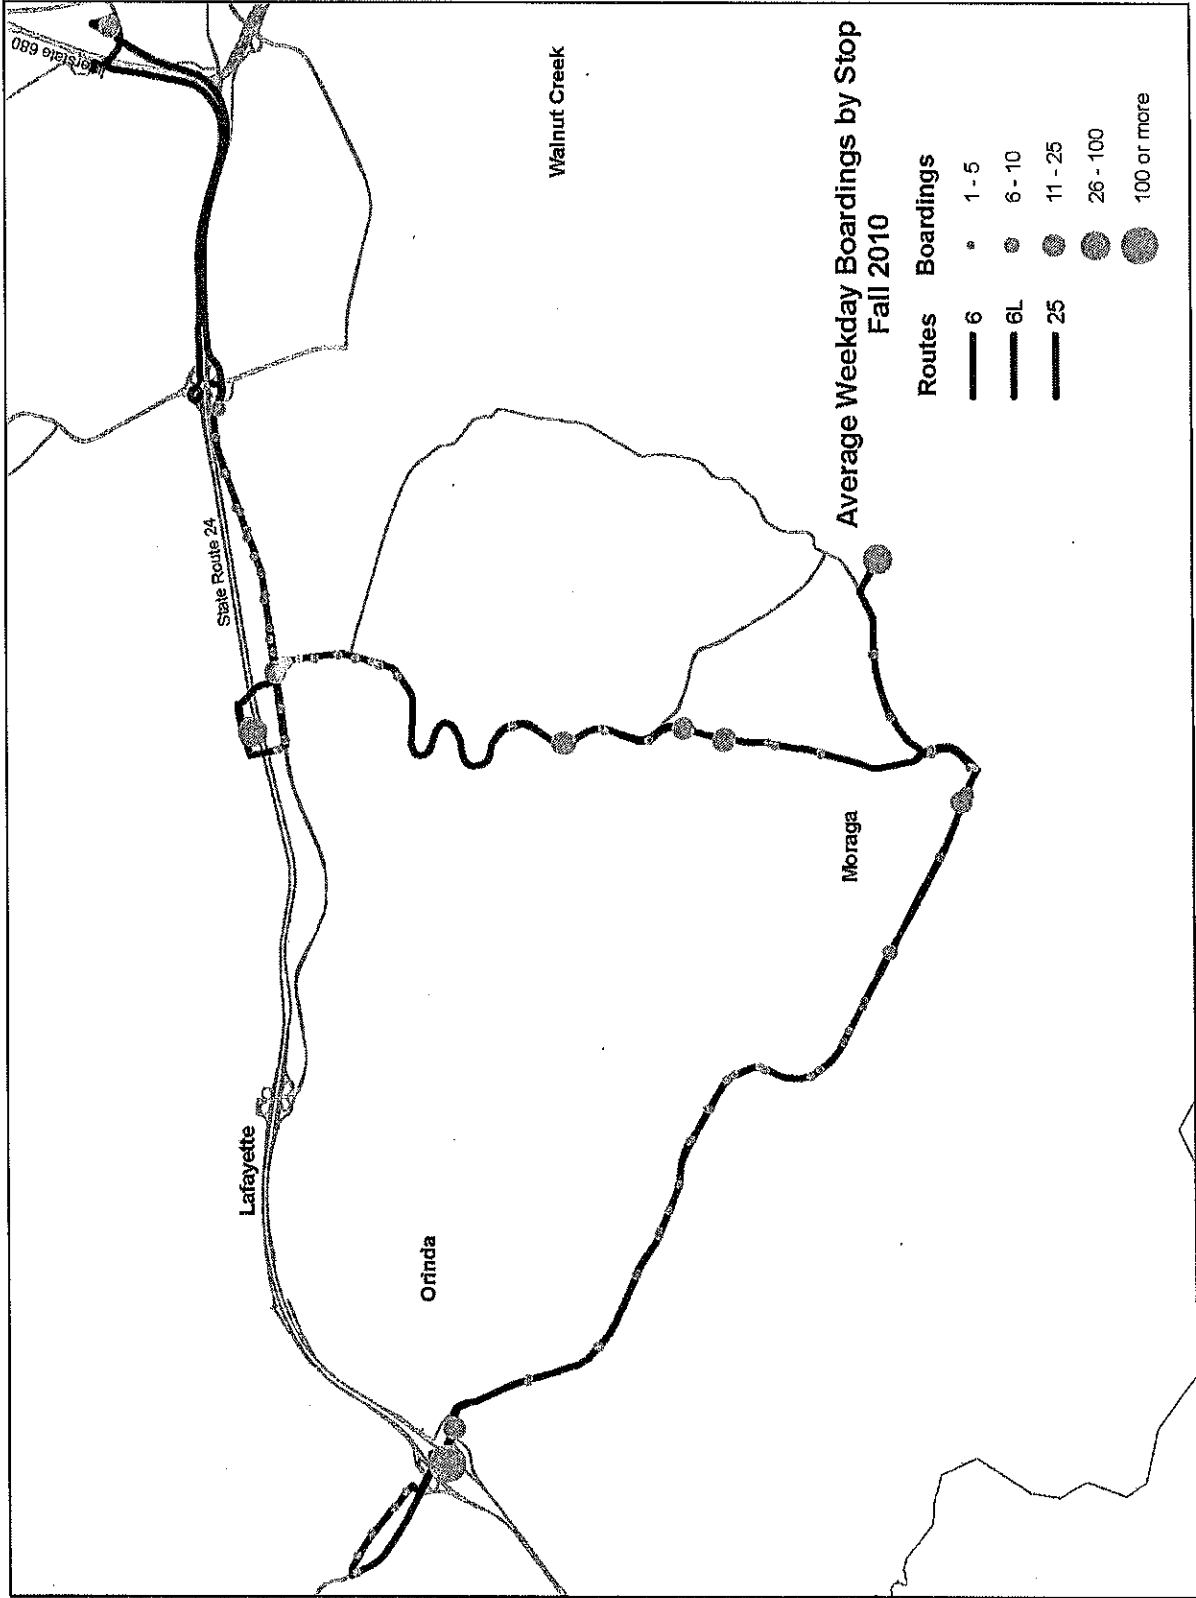 Interstate 680
State Route 24
Walnut Creek
Lafayette
Orinda
Moraga
Average Weekday Boardings by Stop
Fall 2010
Routes
6
6L
25
Boardings
1 - 5
6 - 10
11 - 25
26 - 100
100 or more